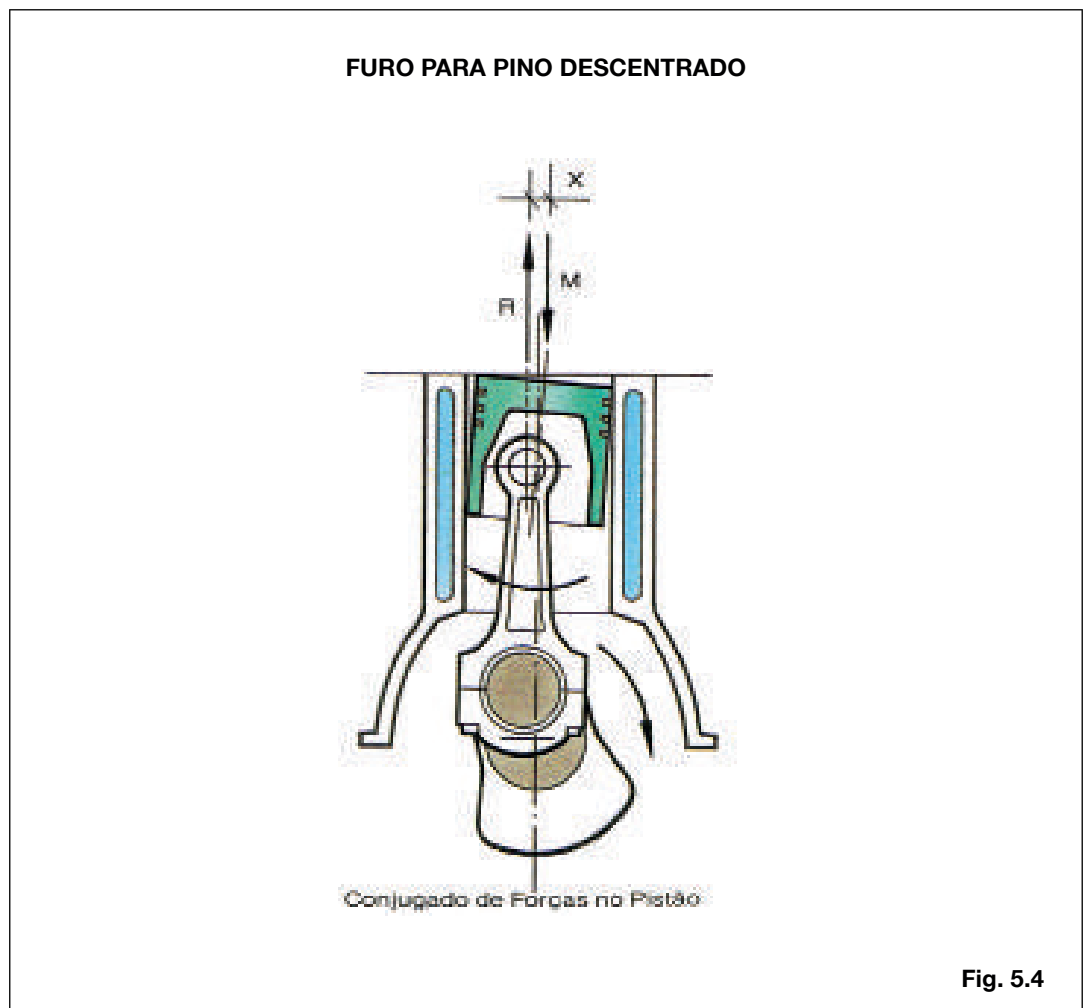 FURO PARA PINO DESCENTRADO
X
M
R
Conjugado de Forças no Pistão
Fig. 5.4